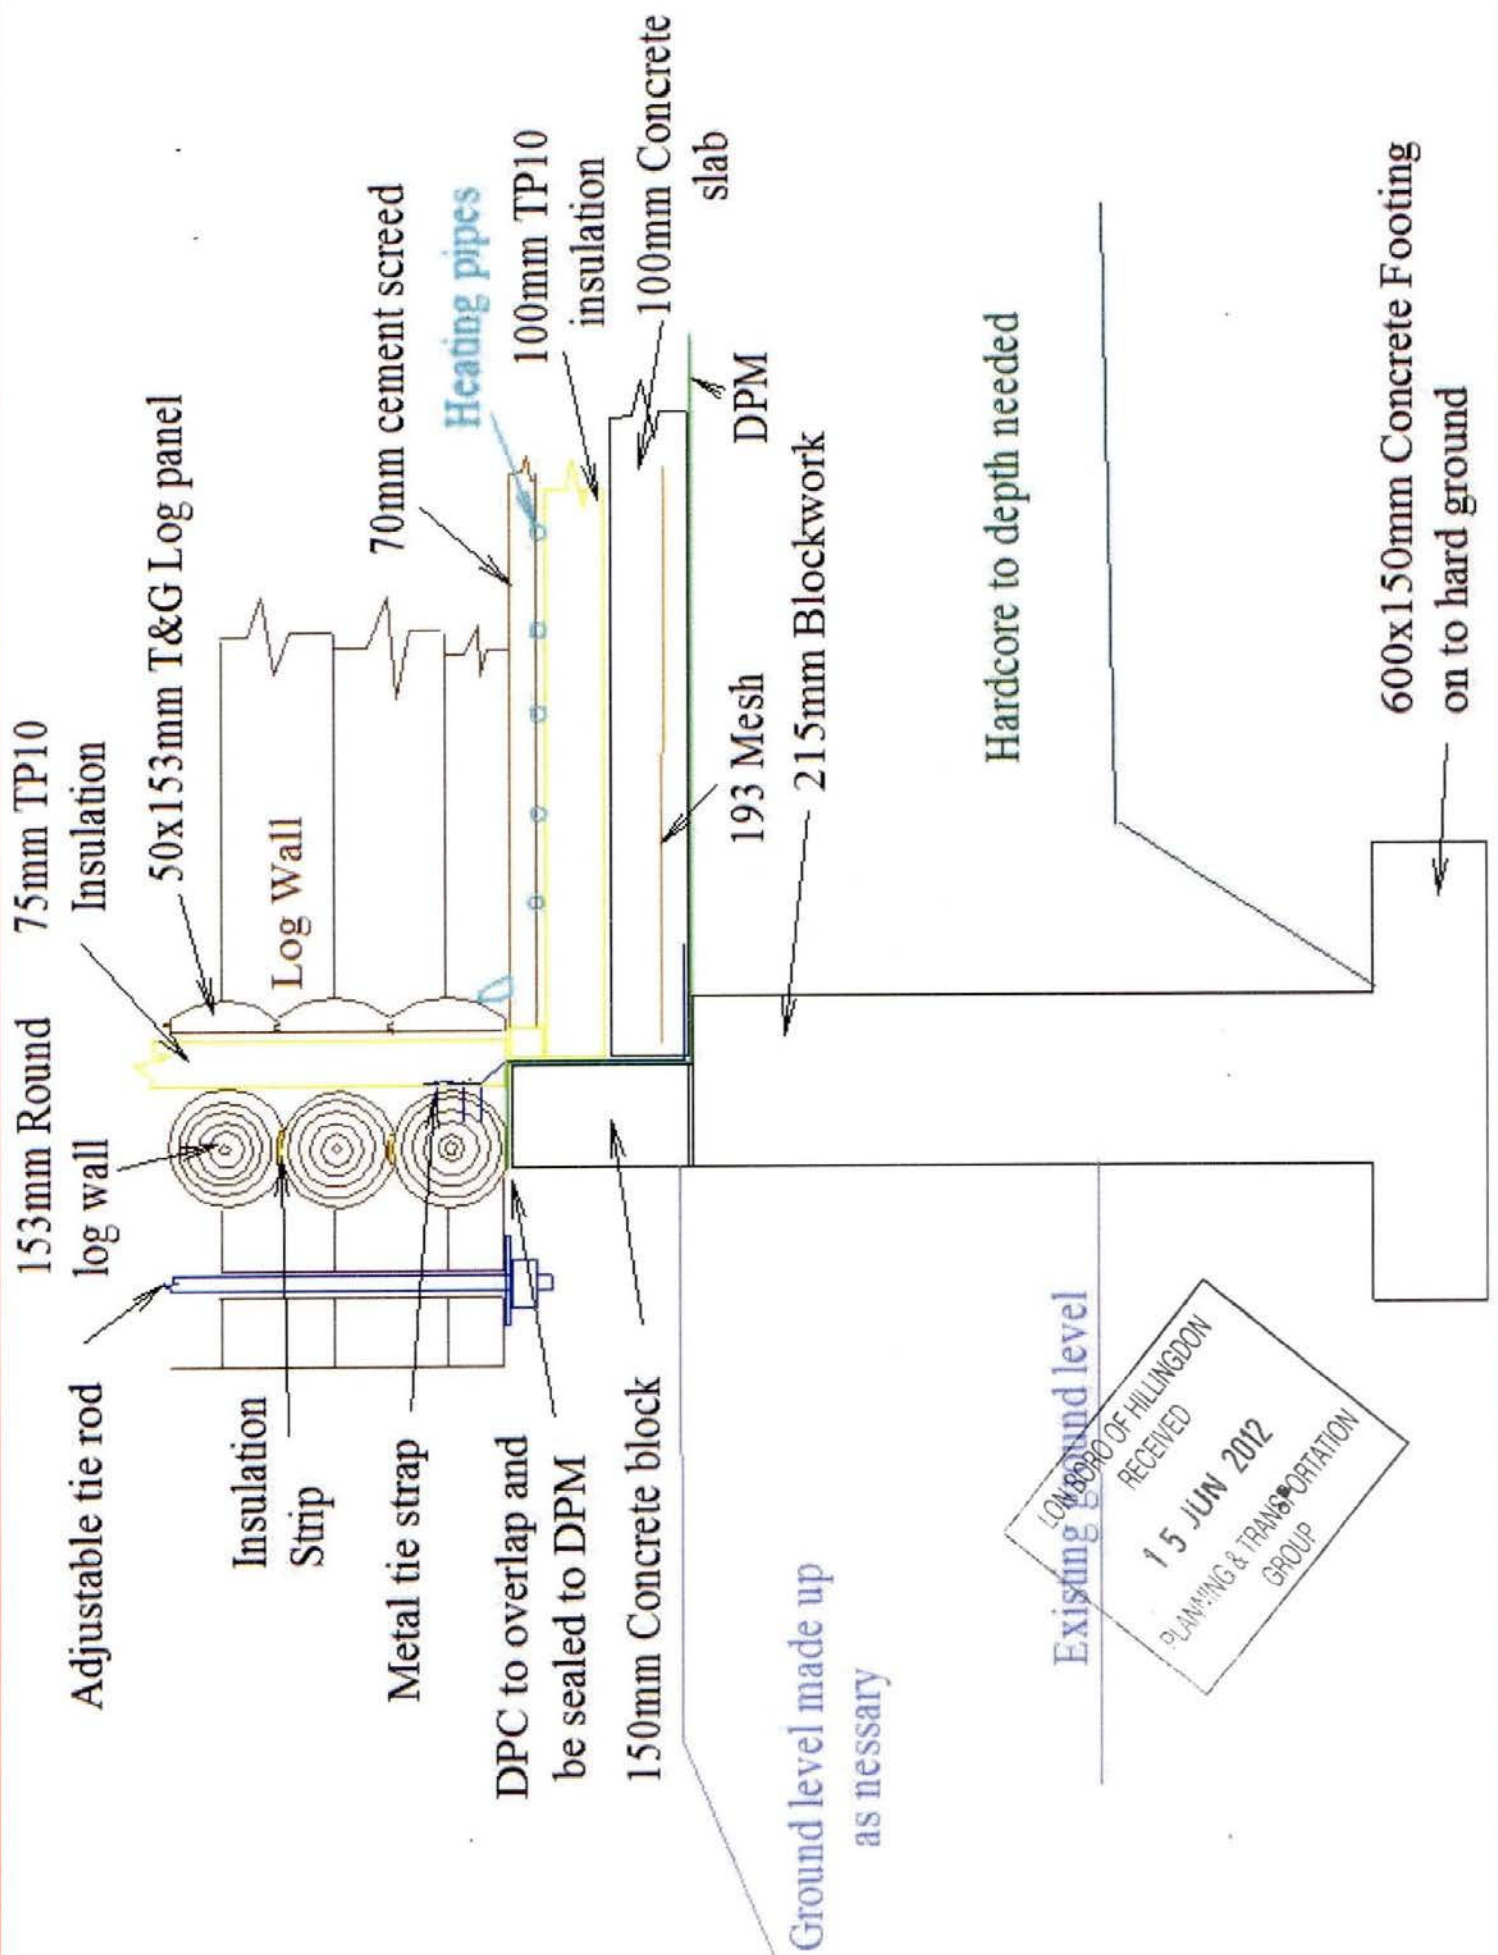 153mm Round
log wall
75mm TP10
Insulation
50x153mm T&G Log panel
Log Wall
70mm cement screed
Heating pipes
100mm TP10
insulation
100mm Concrete
slab
DPM
193 Mesh
215mm Blockwork
Hardcore to depth needed
600x150mm Concrete Footing
on to hard ground
Adjustable tie rod
Insulation
Strip
Metal tie strap
DPC to overlap and
be sealed to DPM
150mm Concrete block
Ground level made up
as nessary
Existing ground level
LON.BORO OF HILLINGDON
RECEIVED
15 JUN 2012
PLANNING & TRANSPORTATION
GROUP